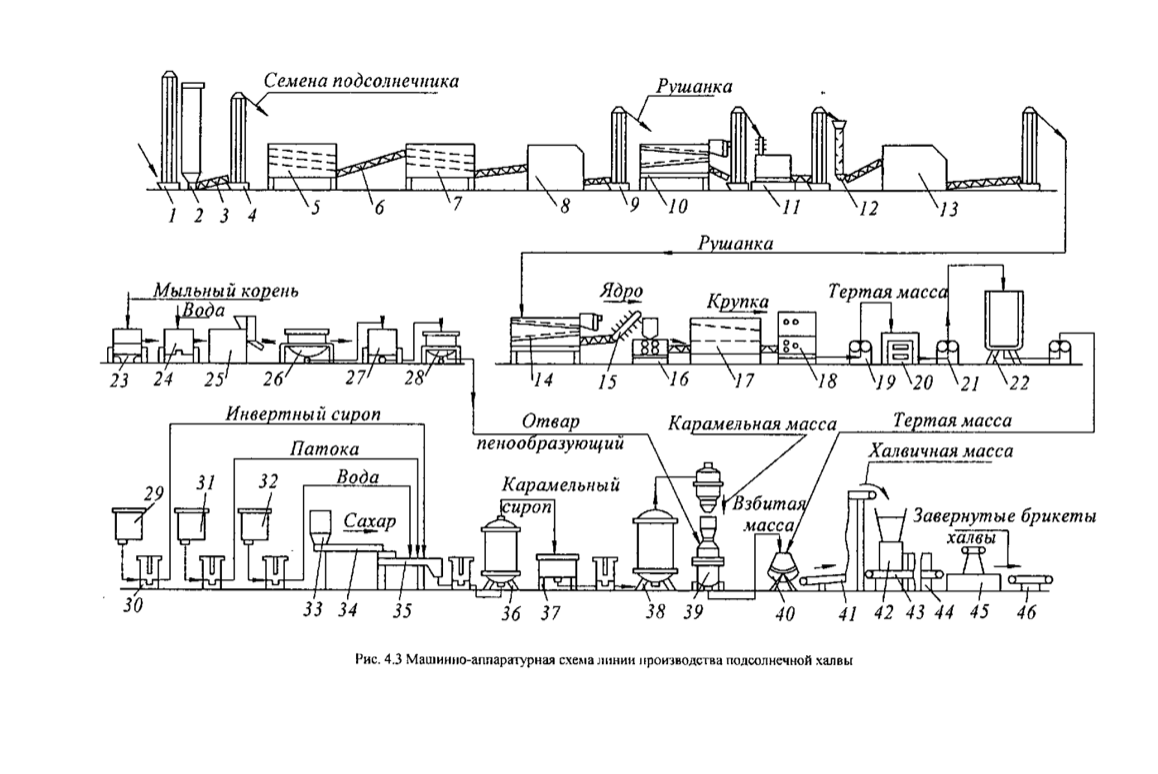 Семена подсолнечника
Рушанка
1 2 3 4 5 6 7 8 9 10 11 12 13
Рушанка
Мыльный корень
Вода
Ядро
Крупка
Тертая масса
23 24 25 26 27 28
14 15 16 17 18 19 20 21 22
Инвертный сироп
Отвар
пенообразующий
Карамельная масса
Тертая масса
Патока
Халвичная масса
29
31
32
Вода
Сахар
Карамельный
сироп
Взбитая
масса
Завернутые брикеты
халвы
30 33 34 35 36 37 38 39 40 41 42 43 44 45 46
Рис. 4.3 Машинно-аппаратурная схема линии производства подсолнечной халвы